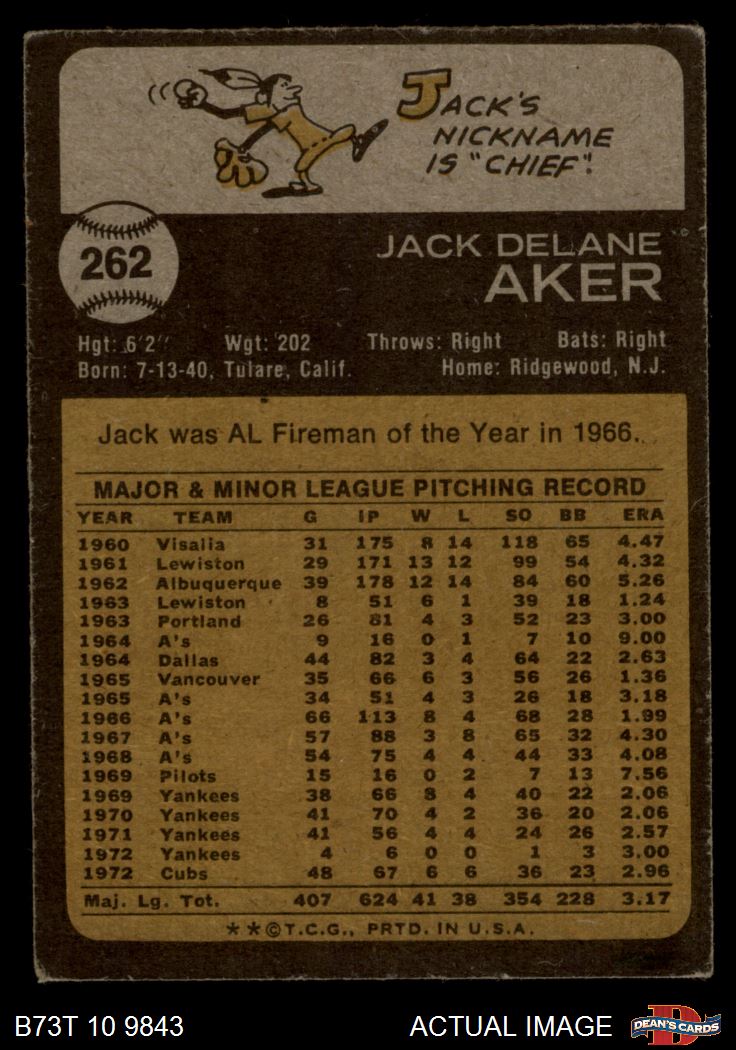 JACK'S
NICKNAME
IS "CHIEF"!
262
JACK DELANE
AKER
Hgt: 6'2" Wgt: 202 Throws: Right Bats: Right
Born: 7-13-40, Tulare, Calif. Home: Ridgewood, N.J.
Jack was AL Fireman of the Year in 1966.
MAJOR & MINOR LEAGUE PITCHING RECORD
YEAR TEAM G IP W L SO BB ERA
1960 Visalia 31 175 8 14 118 65 4.47
1961 Lewiston 29 171 13 12 99 54 4.32
1962 Albuquerque 39 178 12 14 84 60 5.26
1963 Lewiston 8 51 6 1 39 18 1.24
1963 Portland 26 81 4 3 52 23 3.00
1964 A's 9 16 0 1 7 10 9.00
1964 Dallas 44 82 3 4 64 22 2.63
1965 Vancouver 35 66 6 3 56 26 1.36
1965 A's 34 51 4 3 26 18 3.18
1966 A's 66 113 8 4 68 28 1.99
1967 A's 57 88 3 8 65 32 4.30
1968 A's 54 75 4 4 44 33 4.08
1969 Pilots 15 16 0 2 7 13 7.56
1969 Yankees 38 66 8 4 40 22 2.06
1970 Yankees 41 70 4 2 36 20 2.06
1971 Yankees 41 56 4 4 24 26 2.57
1972 Yankees 4 6 0 0 1 3 3.00
1972 Cubs 48 67 6 6 36 23 2.96
Maj. Lg. Tot. 407 624 41 38 354 228 3.17
**©T.C.G., PRTD. IN U.S.A.
B73T 10 9843 ACTUAL IMAGE DEAN'S CARDS